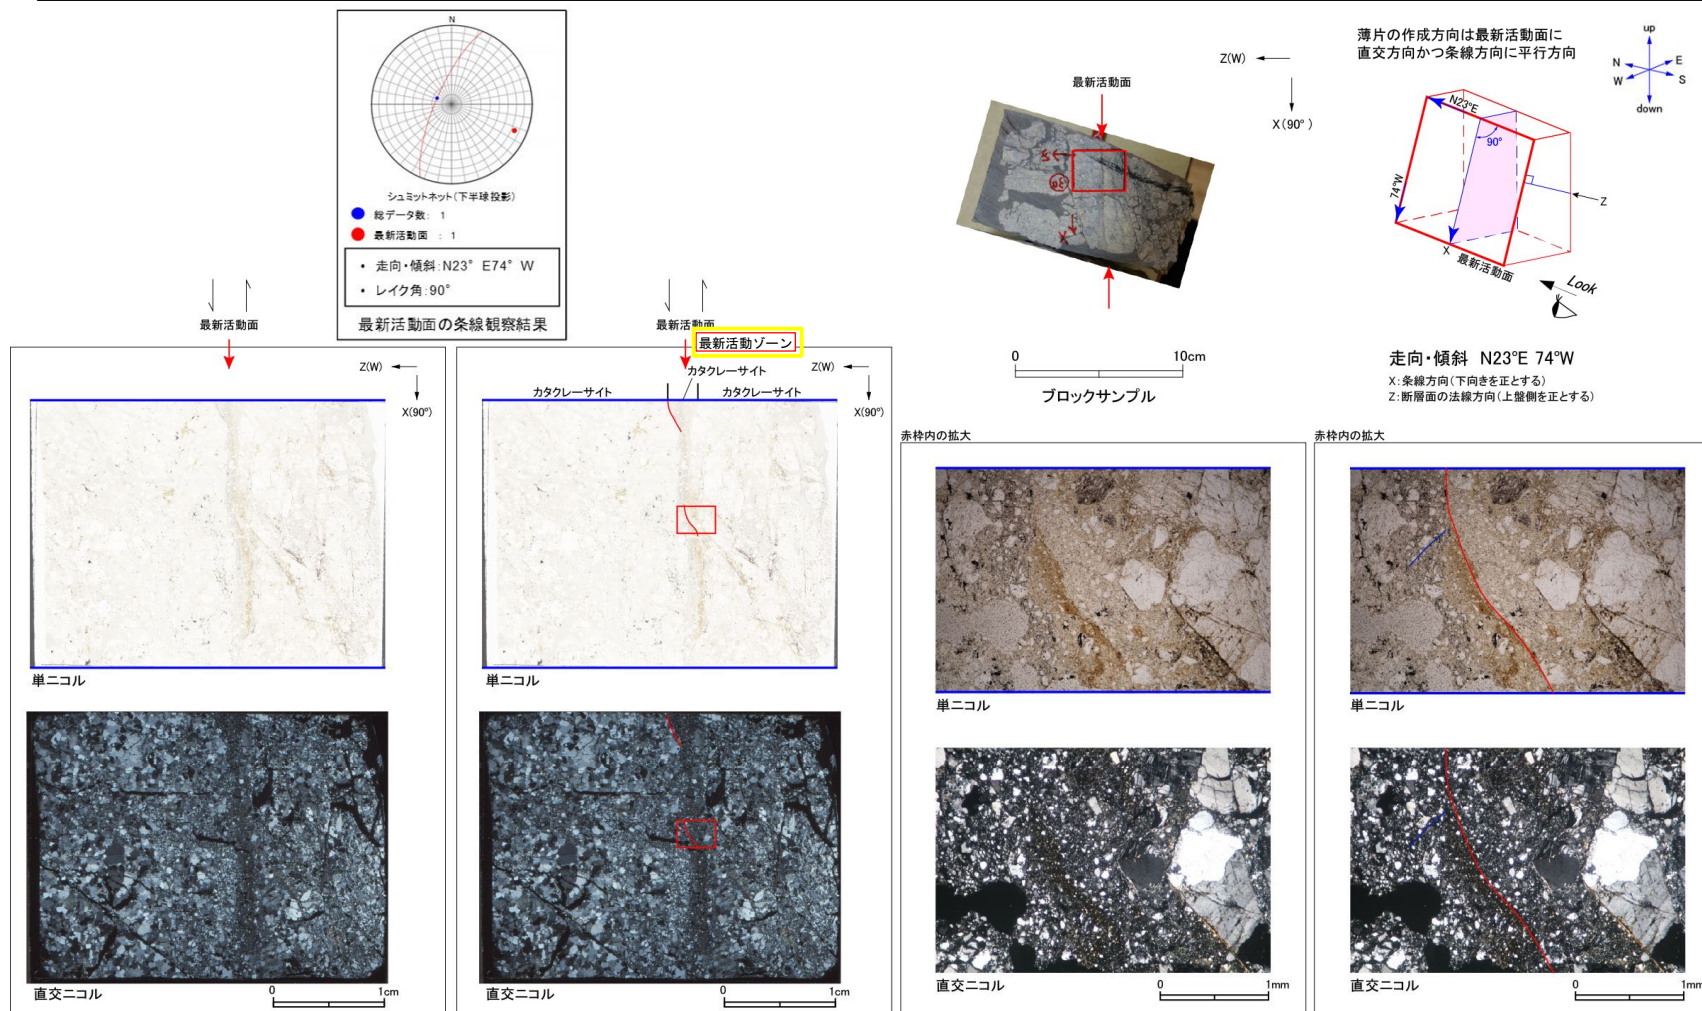 N
シュミットネット(下半球投影)
総データ数: 1
最新活動面 : 1
・ 走向・傾斜:N23° E74° W
・ レイク角:90°
最新活動面の条線観察結果
Z(W)
X(90°)
最新活動面
0 10cm
ブロックサンプル
薄片の作成方向は最新活動面に
直交方向かつ条線方向に平行方向
up
N E
W S
down
N23°E
90°
74°W
Z
X 最新活動面
Look
走向・傾斜 N23°E 74°W
X:条線方向(下向きを正とする)
Z:断層面の法線方向(上盤側を正とする)
最新活動面
Z(W)
X(90°)
単ニコル
直交ニコル
0 1cm
最新活動面
最新活動ゾーン
カタクレーサイト
カタクレーサイト カタクレーサイト
Z(W)
X(90°)
単ニコル
直交ニコル
0 1cm
赤枠内の拡大
単ニコル
直交ニコル
0 1mm
赤枠内の拡大
単ニコル
直交ニコル
0 1mm